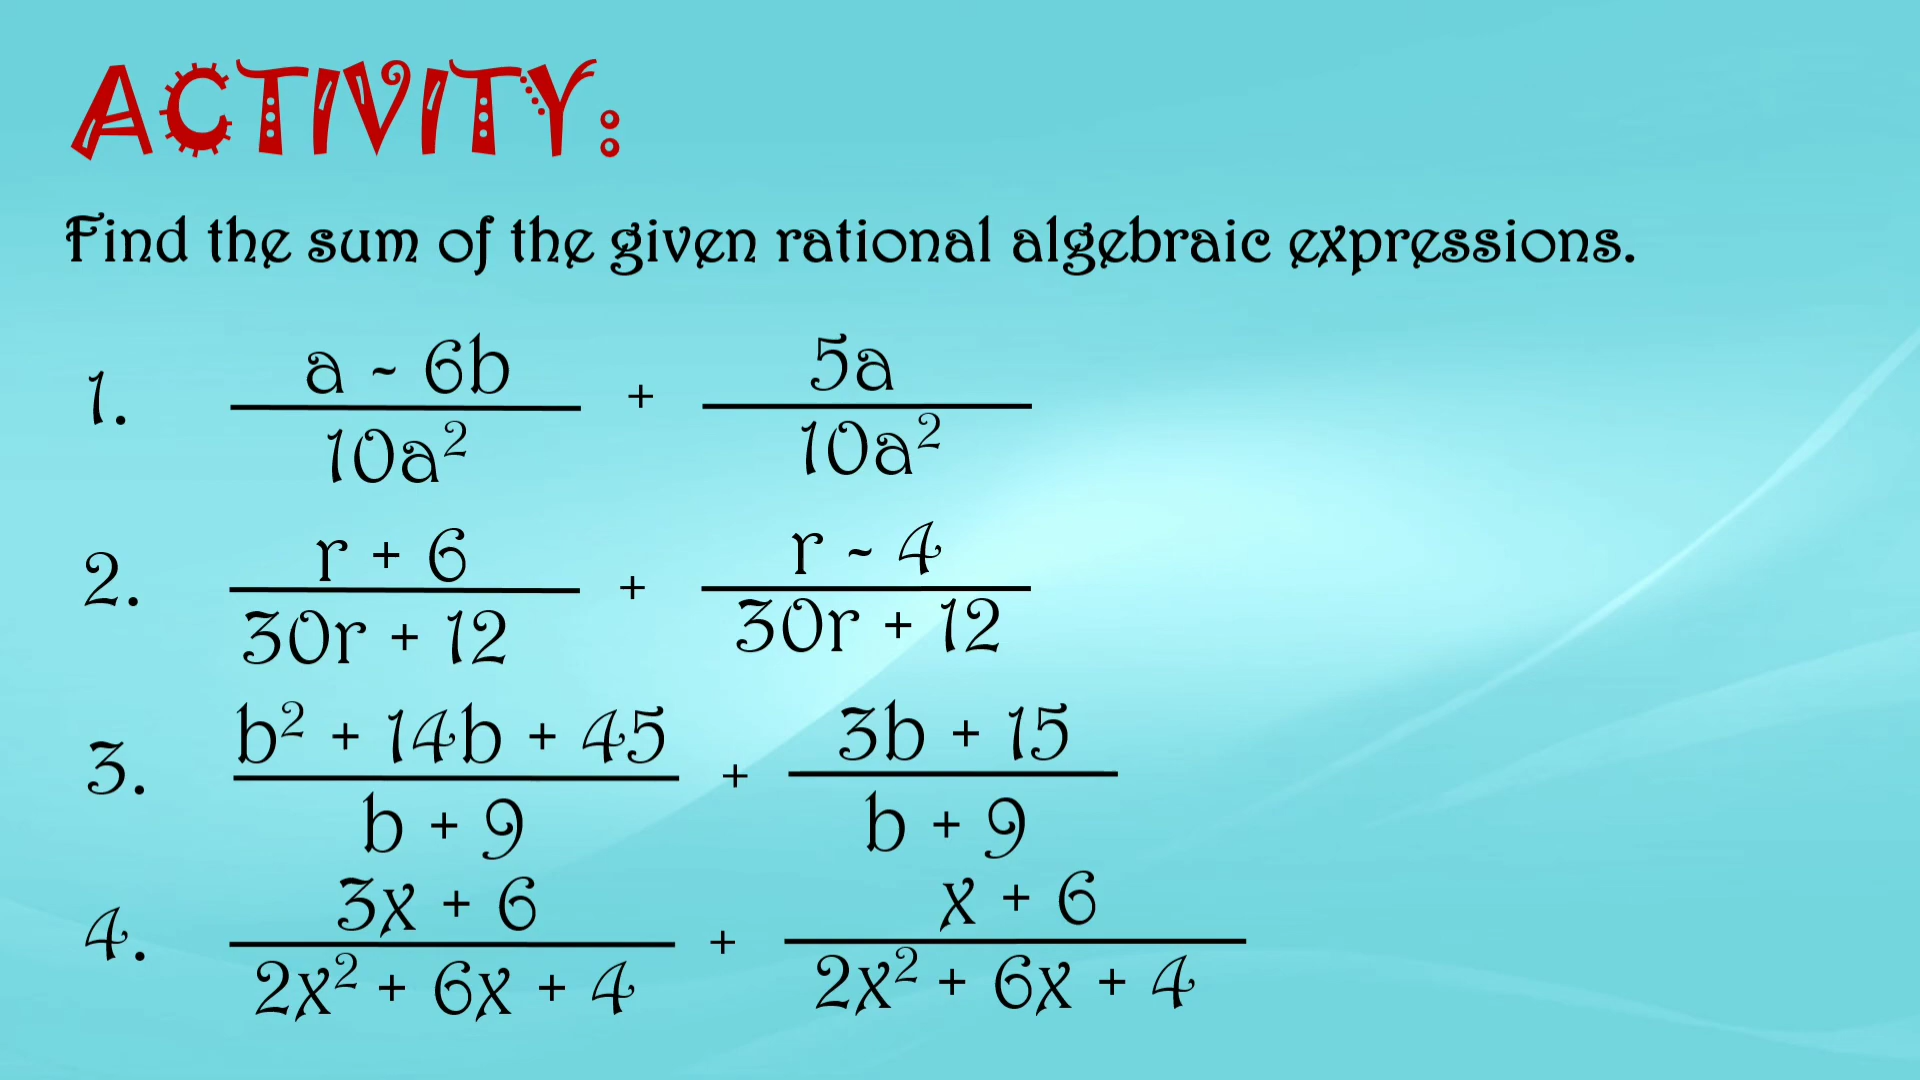 ACTIVITY:
Find the sum of the given rational algebraic expressions.
1. a - 6b + 5a
10a² 10a²
2. r + 6 + r - 4
30r + 12 30r + 12
3. b² + 14b + 45 + 3b + 15
b + 9 b + 9
4. 3x + 6 + x + 6
2x² + 6x + 4 2x² + 6x + 4